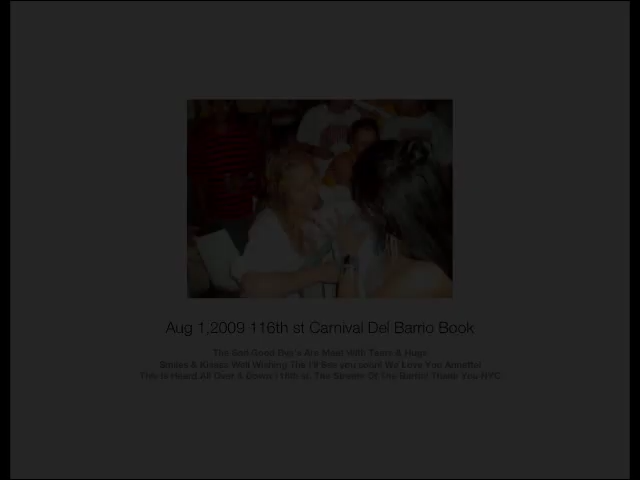 Aug 1,2009 116th st Carnival Del Barrio Book
The Sad Good Bye's Are Meet With Tears & Hugs
Smiles & Kisses With Wishing The I'll See you soon! We Love You
This Is Heard All Over & Down 116th st. The Streets Of The Barrio! Thank You NYC